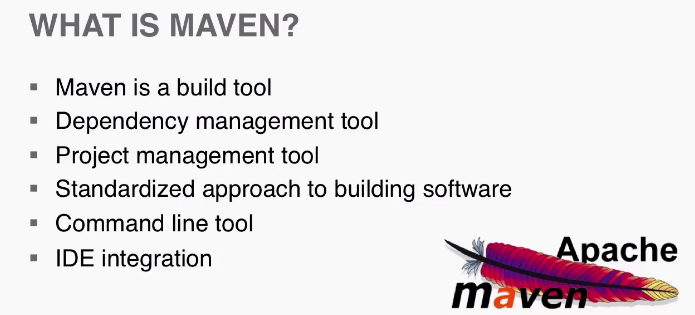 WHAT IS MAVEN?
▪ Maven is a build tool
▪ Dependency management tool
▪ Project management tool
▪ Standardized approach to building software
▪ Command line tool
▪ IDE integration
Apache
maven